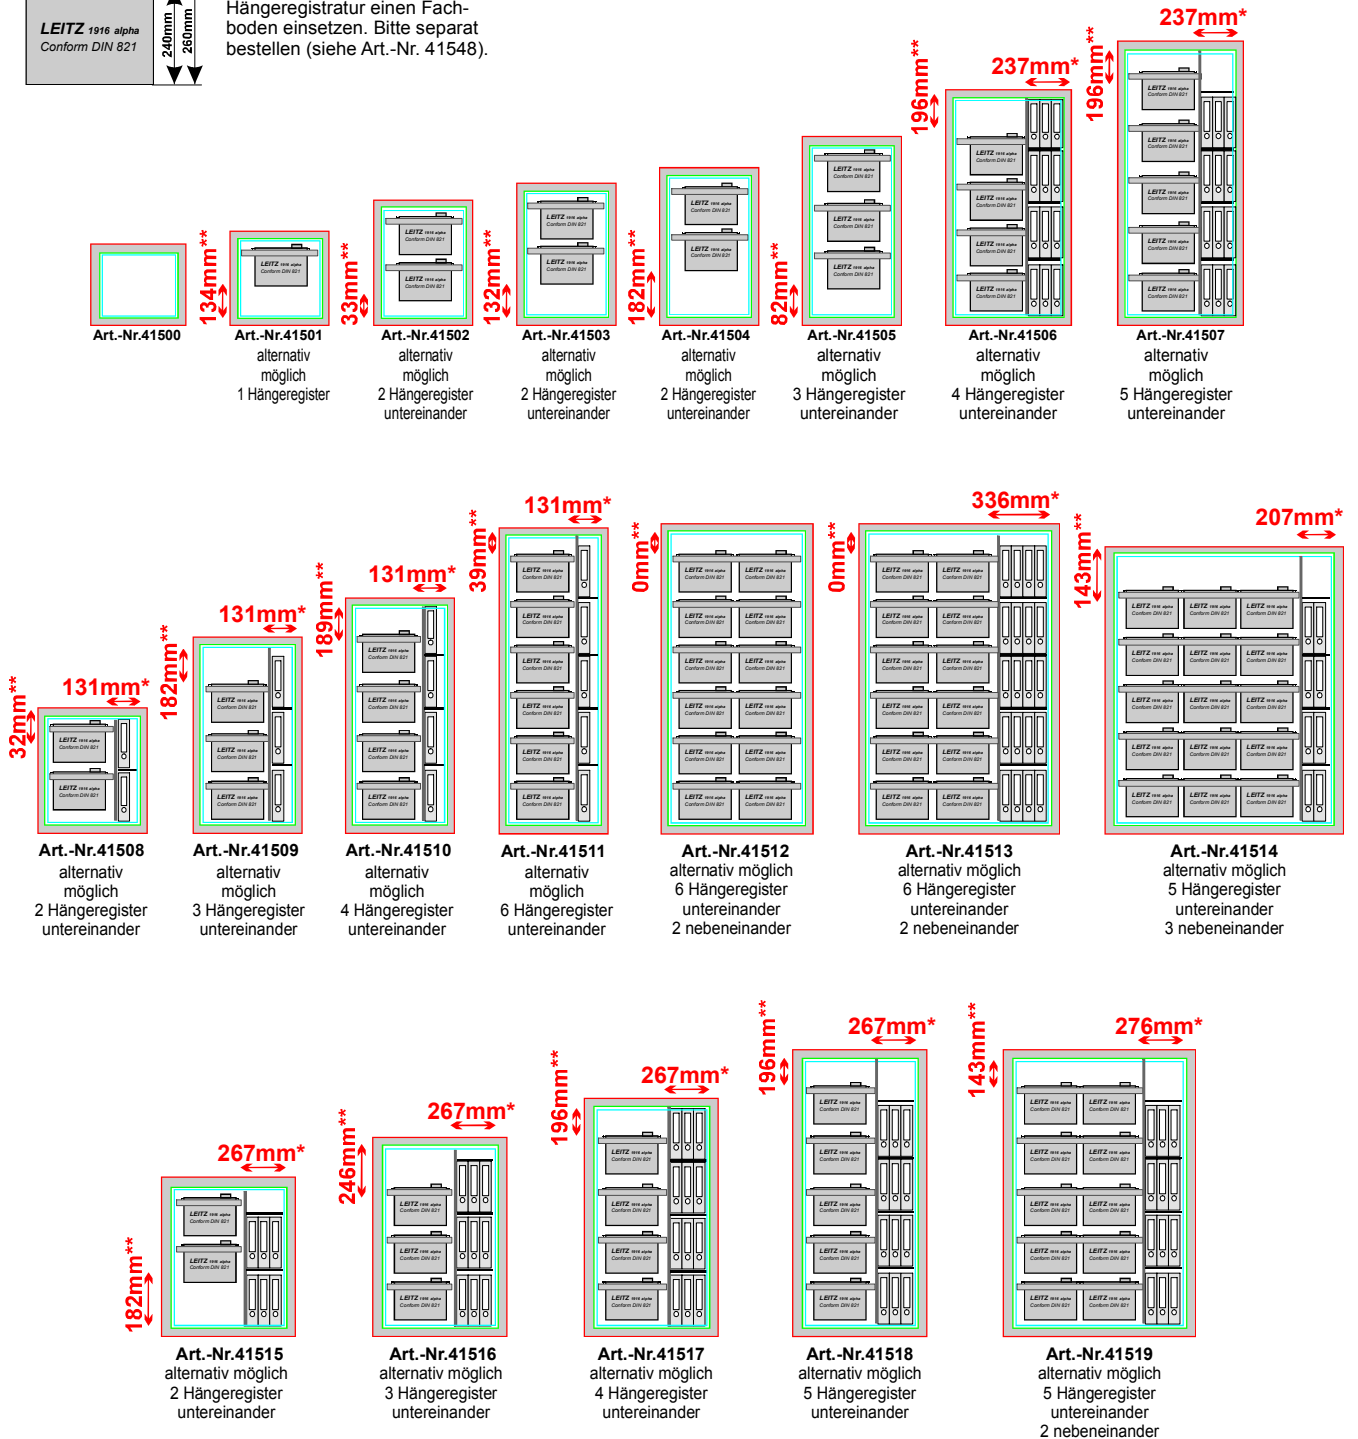 LEITZ 1916 alpha
Conform DIN 821
240mm
260mm
Hängeregistratur einen Fach-
boden einsetzen. Bitte separat
bestellen (siehe Art.-Nr. 41548).
134mm**
33mm**
132mm**
182mm**
82mm**
196mm**
237mm*
196mm**
237mm*
Art.-Nr.41500
Art.-Nr.41501
alternativ
möglich
1 Hängeregister
Art.-Nr.41502
alternativ
möglich
2 Hängeregister
untereinander
Art.-Nr.41503
alternativ
möglich
2 Hängeregister
untereinander
Art.-Nr.41504
alternativ
möglich
2 Hängeregister
untereinander
Art.-Nr.41505
alternativ
möglich
3 Hängeregister
untereinander
Art.-Nr.41506
alternativ
möglich
4 Hängeregister
untereinander
Art.-Nr.41507
alternativ
möglich
5 Hängeregister
untereinander
32mm**
131mm*
182mm**
131mm*
189mm**
131mm*
39mm**
131mm*
0mm**
0mm**
336mm*
143mm**
207mm*
Art.-Nr.41508
alternativ
möglich
2 Hängeregister
untereinander
Art.-Nr.41509
alternativ
möglich
3 Hängeregister
untereinander
Art.-Nr.41510
alternativ
möglich
4 Hängeregister
untereinander
Art.-Nr.41511
alternativ
möglich
6 Hängeregister
untereinander
Art.-Nr.41512
alternativ möglich
6 Hängeregister
untereinander
2 nebeneinander
Art.-Nr.41513
alternativ möglich
6 Hängeregister
untereinander
2 nebeneinander
Art.-Nr.41514
alternativ möglich
5 Hängeregister
untereinander
3 nebeneinander
182mm**
267mm*
246mm**
267mm*
196mm**
267mm*
196mm**
267mm*
143mm**
276mm*
Art.-Nr.41515
alternativ möglich
2 Hängeregister
untereinander
Art.-Nr.41516
alternativ möglich
3 Hängeregister
untereinander
Art.-Nr.41517
alternativ möglich
4 Hängeregister
untereinander
Art.-Nr.41518
alternativ möglich
5 Hängeregister
untereinander
Art.-Nr.41519
alternativ möglich
5 Hängeregister
untereinander
2 nebeneinander